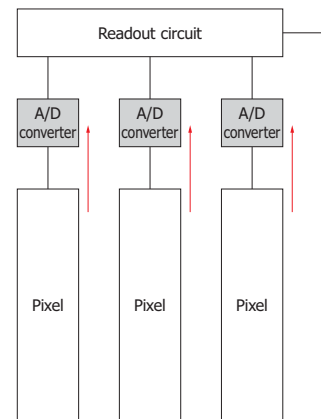 Readout circuit
A/D
converter
A/D
converter
A/D
converter
Pixel
Pixel
Pixel